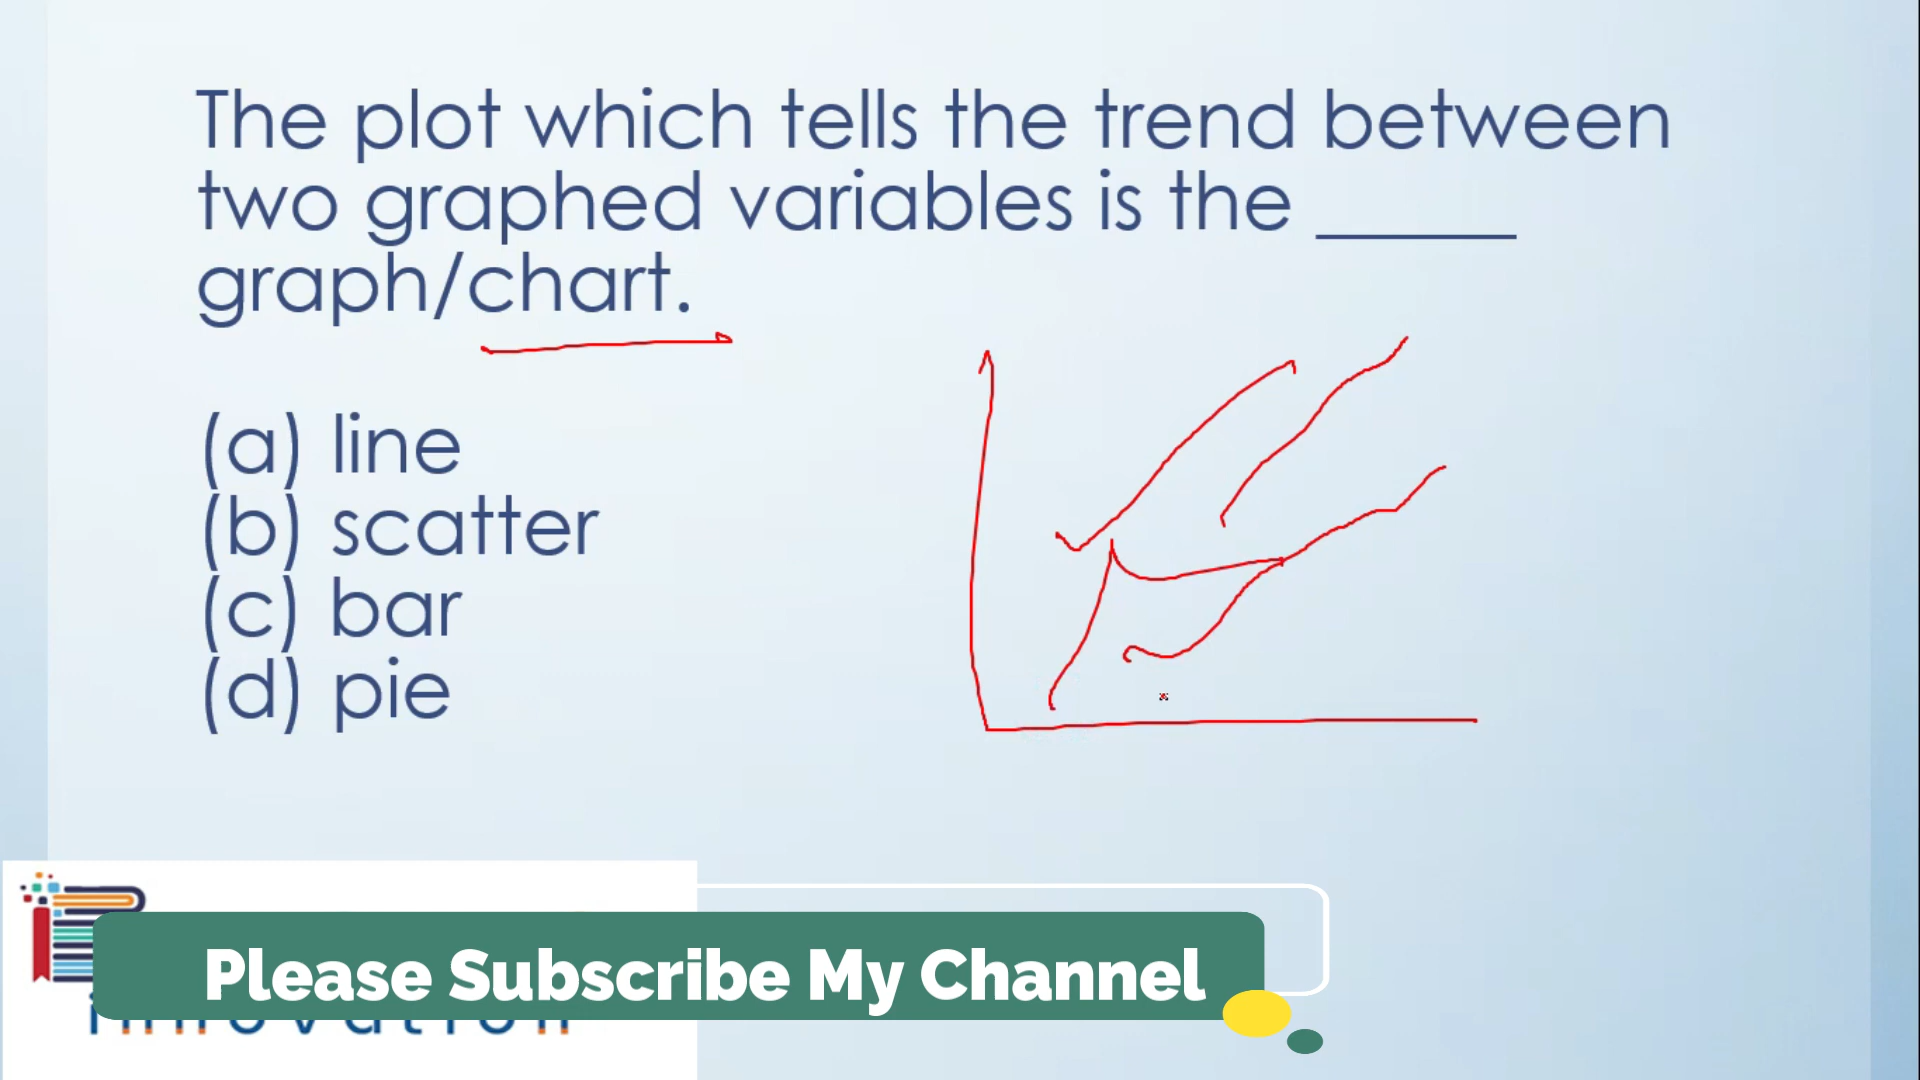 The plot which tells the trend between
two graphed variables is the _____
graph/chart.
(a) line
(b) scatter
(c) bar
(d) pie
Please Subscribe My Channel
innovation